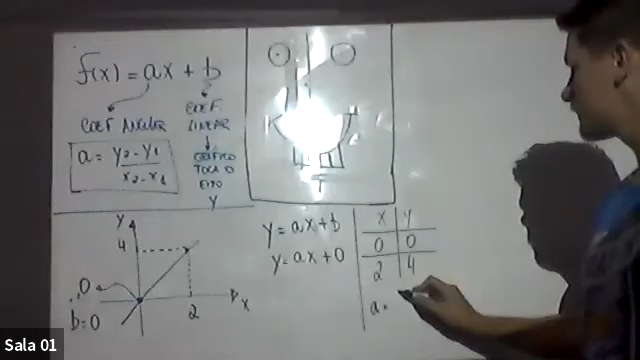 f(x) = ax + b
COEF ANGULAR
COEF. LINEAR
GRÁFICO
TOCA O
EIXO
Y
a = y₂ - y₁
x₂ - x₁
T
y
4
0
∴ b = 0
2
x
y = ax + b
y = ax + 0
x y
0 0
2 4
a =
Sala 01